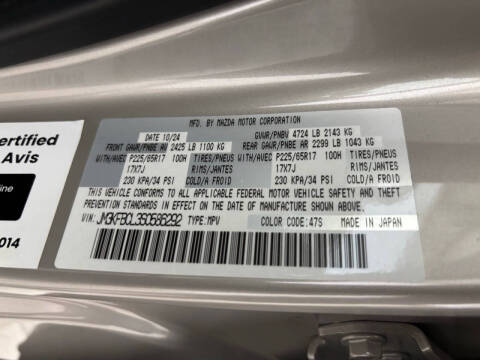 MFD. BY MAZDA MOTOR CORPORATION
DATE 10/24 GVWR/PNBV 4724 LB 2143 KG
FRONT GAWR/PNBE AV 2425 LB 1100 KG REAR GAWR/PNBE AR 2299 LB 1043 KG
WITH/AVEC P225/65R17 100H TIRES/PNEUS WITH/AVEC P225/65R17 100H TIRES/PNEUS
17X7J RIMS/JANTES 17X7J RIMS/JANTES
230 KPA/34 PSI COLD/A FROID 230 KPA/34 PSI COLD/A FROID
THIS VEHICLE CONFORMS TO ALL APPLICABLE FEDERAL MOTOR VEHICLE SAFETY, BUMPER, AND THEFT
PREVENTION STANDARDS IN EFFECT ON THE DATE OF MANUFACTURE SHOWN ABOVE.
VIN: JM3KFBCL3S0586292 TYPE: MPV COLOR CODE: 47S MADE IN JAPAN
ertified
Avis
line
014